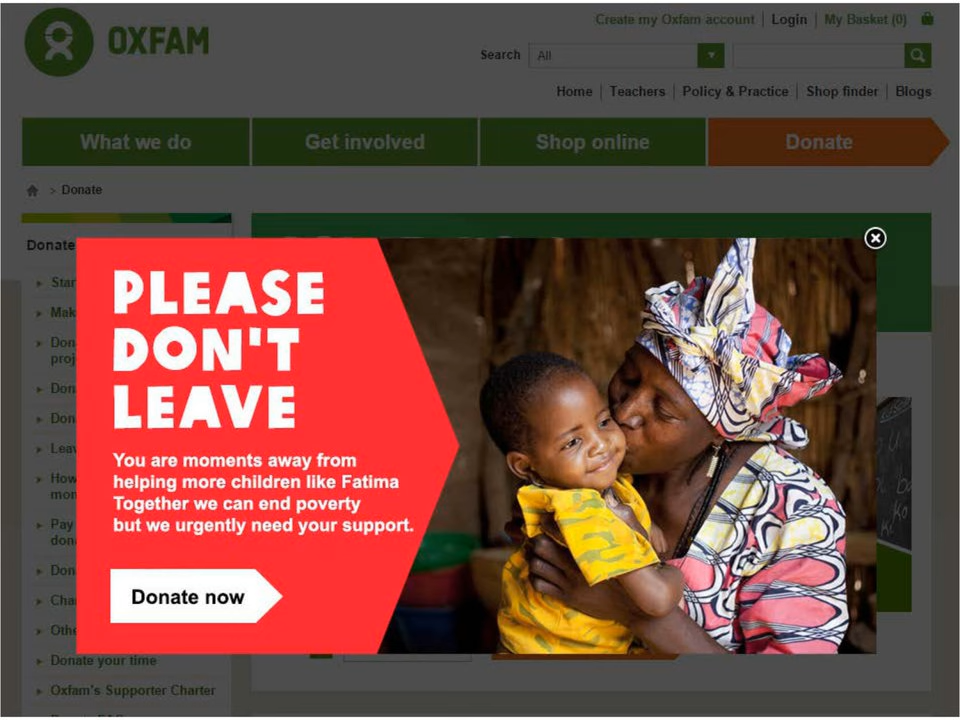 OXFAM
Create my Oxfam account | Login | My Basket (0)
Search All
Home | Teachers | Policy & Practice | Shop finder | Blogs
What we do
Get involved
Shop online
Donate
> Donate
Donate
PLEASE
DON'T
LEAVE
You are moments away from
helping more children like Fatima
Together we can end poverty
but we urgently need your support.
Donate now
Donate your time
Oxfam's Supporter Charter